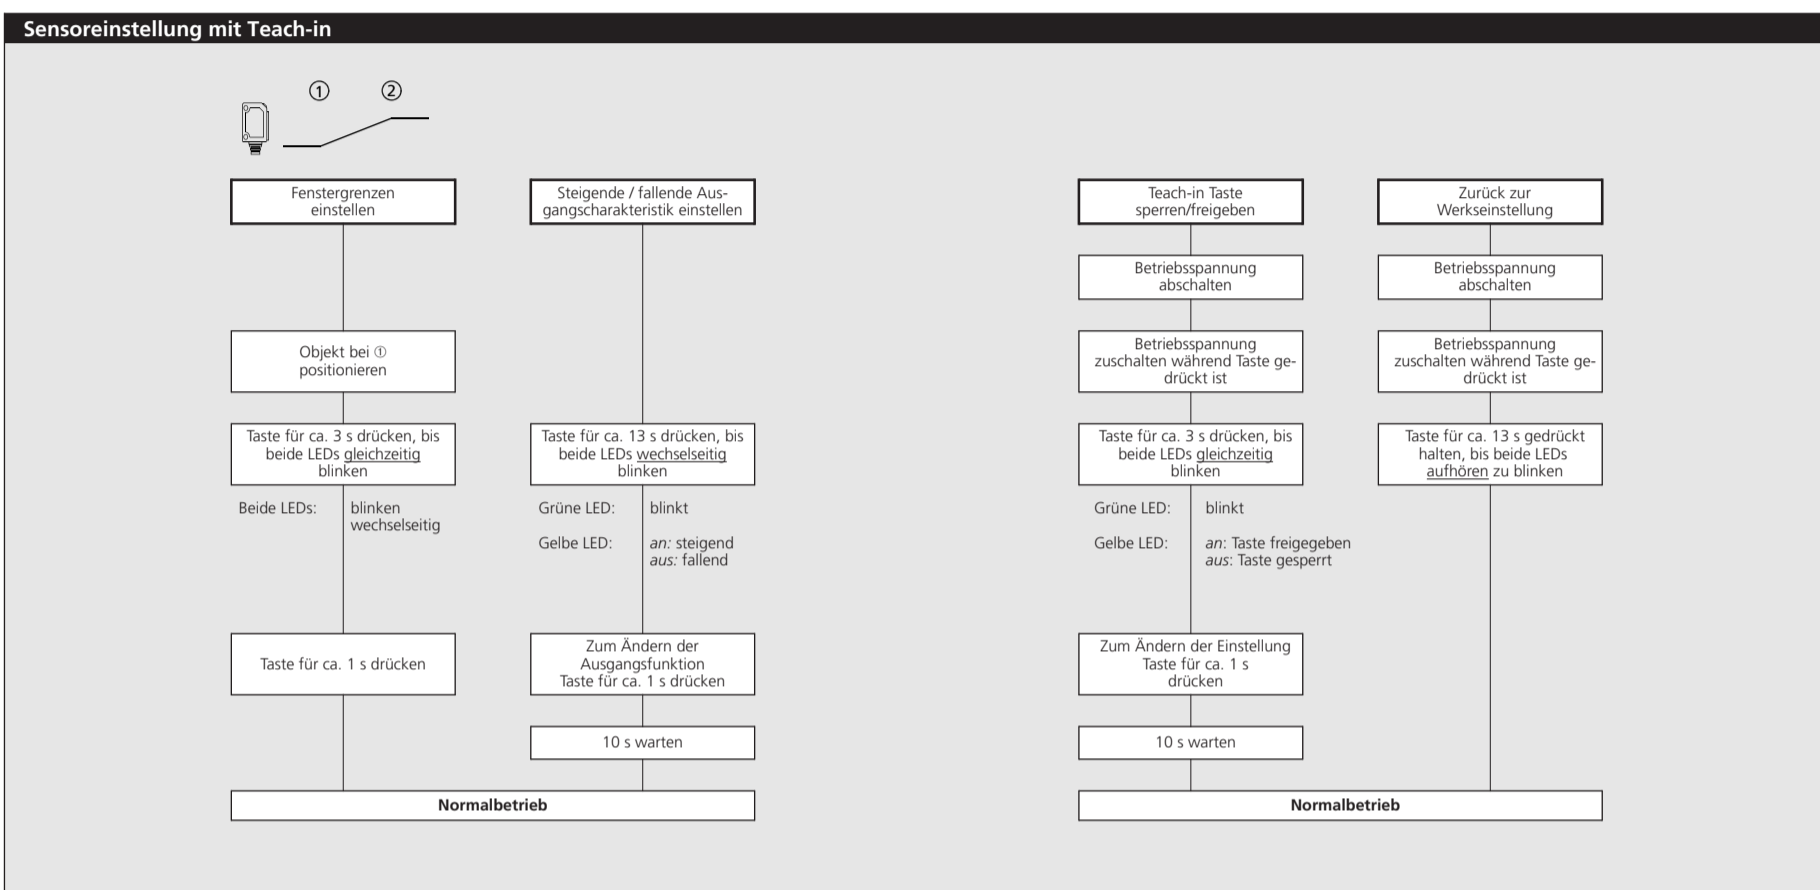 Sensoreinstellung mit Teach-in
① ②
Fenstergrenzen
einstellen
Objekt bei ①
positionieren
Taste für ca. 3 s drücken, bis
beide LEDs gleichzeitig
blinken
Beide LEDs: blinken
wechselseitig
Taste für ca. 1 s drücken
Steigende / fallende Aus-
gangscharakteristik einstellen
Taste für ca. 13 s drücken, bis
beide LEDs wechselseitig
blinken
Grüne LED: blinkt
Gelbe LED: an: steigend
aus: fallend
Zum Ändern der
Ausgangsfunktion
Taste für ca. 1 s drücken
10 s warten
Normalbetrieb
Teach-in Taste
sperren/freigeben
Betriebsspannung
abschalten
Betriebsspannung
zuschalten während Taste ge-
drückt ist
Taste für ca. 3 s drücken, bis
beide LEDs gleichzeitig
blinken
Grüne LED: blinkt
Gelbe LED: an: Taste freigegeben
aus: Taste gesperrt
Zum Ändern der Einstellung
Taste für ca. 1 s
drücken
10 s warten
Zurück zur
Werkseinstellung
Betriebsspannung
abschalten
Betriebsspannung
zuschalten während Taste ge-
drückt ist
Taste für ca. 13 s gedrückt
halten, bis beide LEDs
aufhören zu blinken
Normalbetrieb